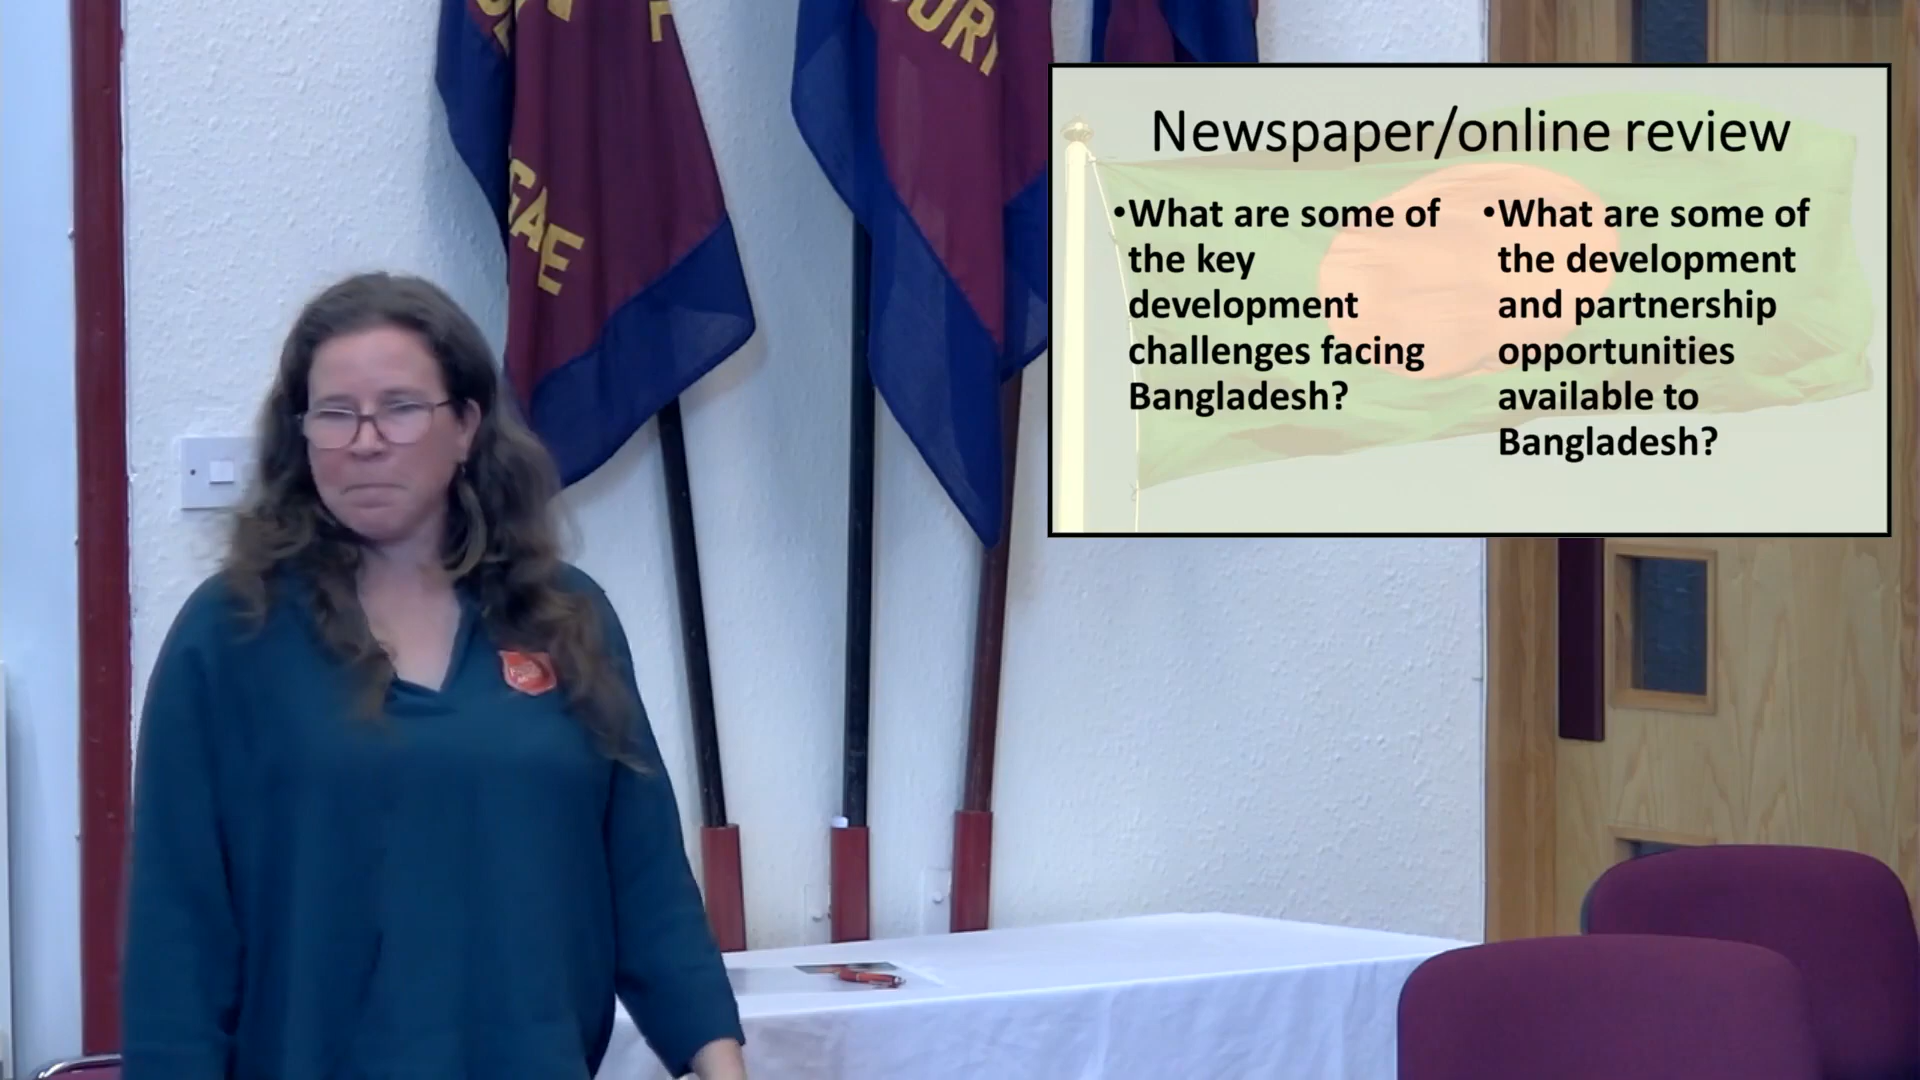 GAE
Newspaper/online review
•What are some of
the key
development
challenges facing
Bangladesh?
•What are some of
the development
and partnership
opportunities
available to
Bangladesh?